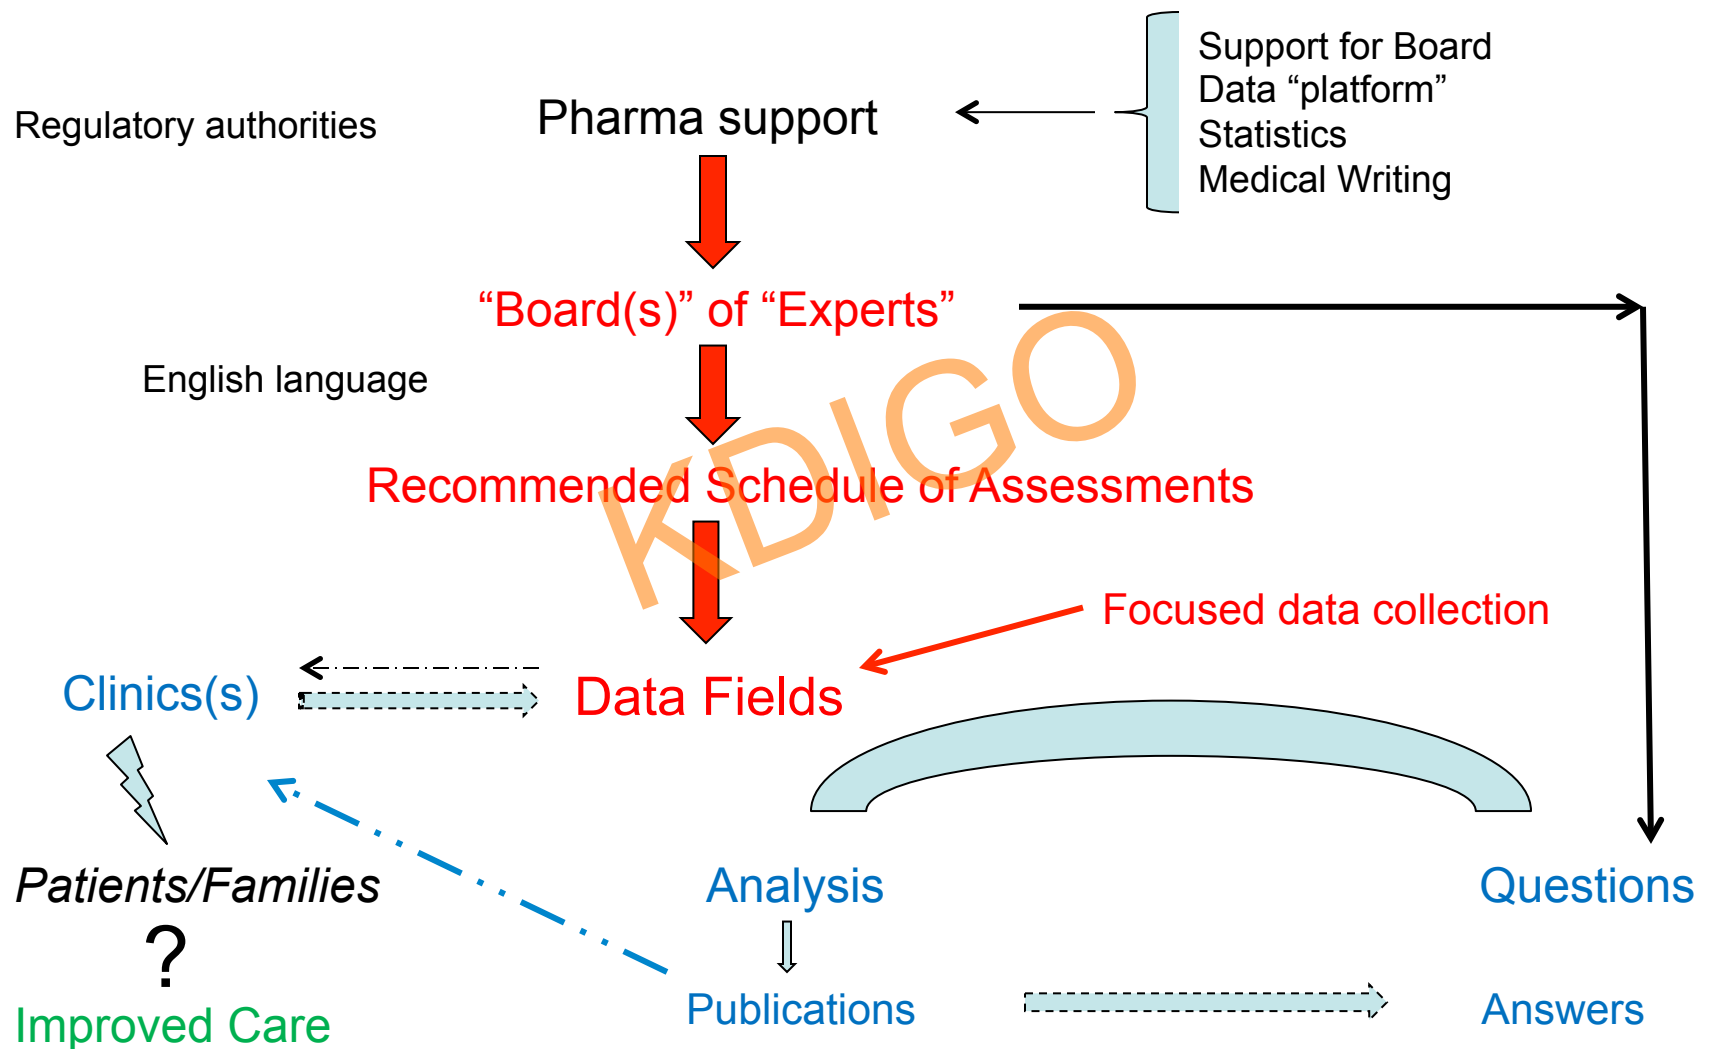 Support for Board
Data “platform”
Statistics
Medical Writing
Regulatory authorities
Pharma support
“Board(s)” of “Experts”
English language
KDIGO
Recommended Schedule of Assessments
Focused data collection
Clinics(s)
Data Fields
Patients/Families
Analysis
Questions
?
Improved Care
Publications
Answers